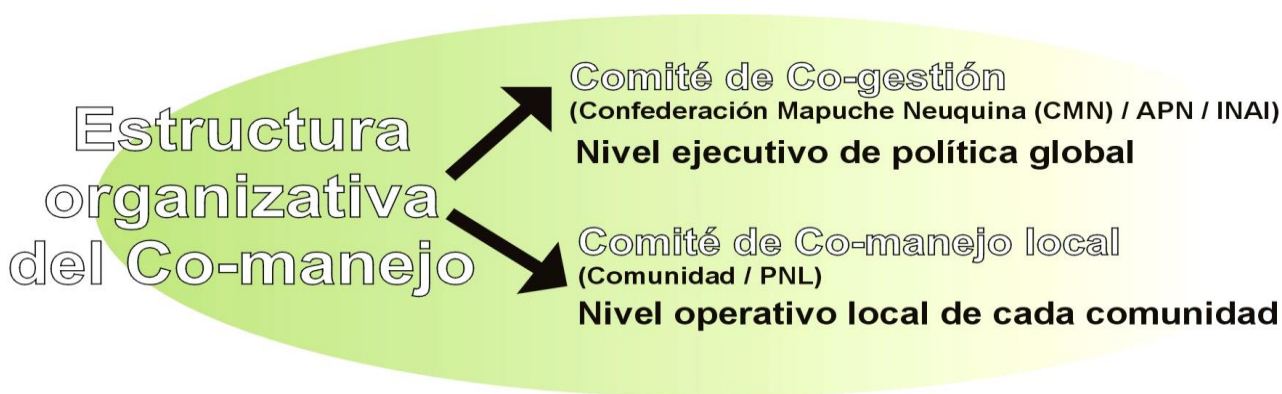 Estructura
organizativa
del Co-manejo
Comité de Co-gestión
(Confederación Mapuche Neuquina (CMN) / APN / INAI)
Nivel ejecutivo de política global
Comité de Co-manejo local
(Comunidad / PNL)
Nivel operativo local de cada comunidad